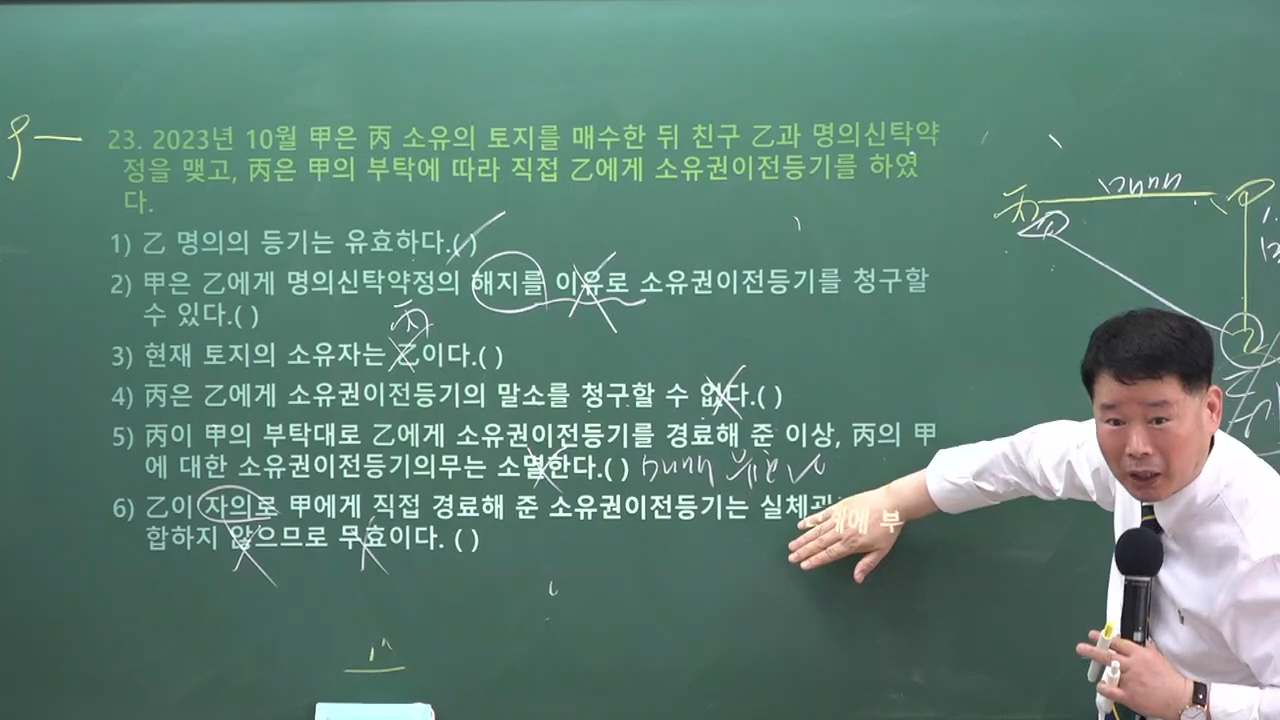 23. 2023년 10월 甲은 丙 소유의 토지를 매수한 뒤 친구 乙과 명의신탁약
정을 맺고, 丙은 甲의 부탁에 따라 직접 乙에게 소유권이전등기를 하였
다.
1) 乙 명의의 등기는 유효하다.( )
2) 甲은 乙에게 명의신탁약정의 해지를 이유로 소유권이전등기를 청구할
수 있다.( )
丙
3) 현재 토지의 소유자는 乙이다.( )
4) 丙은 乙에게 소유권이전등기의 말소를 청구할 수 없다.( )
5) 丙이 甲의 부탁대로 乙에게 소유권이전등기를 경료해 준 이상, 丙의 甲
에 대한 소유권이전등기의무는 소멸한다.( )
6) 乙이 자의로 甲에게 직접 경료해 준 소유권이전등기는 실체관계에 부
합하지 않으므로 무효이다. ( )
丙
甲
乙